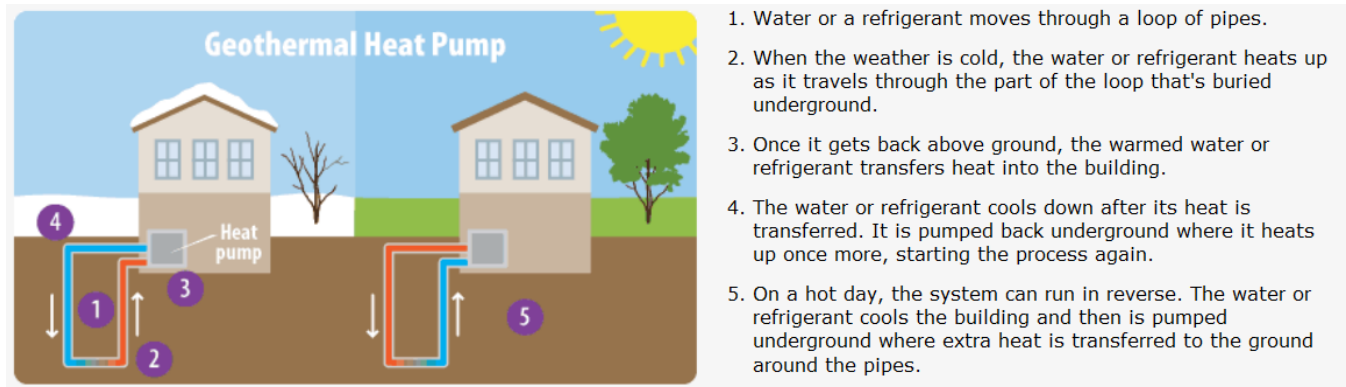 Geothermal Heat Pump
4
Heat
pump
3
1
2
5
1. Water or a refrigerant moves through a loop of pipes.
2. When the weather is cold, the water or refrigerant heats up
as it travels through the part of the loop that's buried
underground.
3. Once it gets back above ground, the warmed water or
refrigerant transfers heat into the building.
4. The water or refrigerant cools down after its heat is
transferred. It is pumped back underground where it heats
up once more, starting the process again.
5. On a hot day, the system can run in reverse. The water or
refrigerant cools the building and then is pumped
underground where extra heat is transferred to the ground
around the pipes.